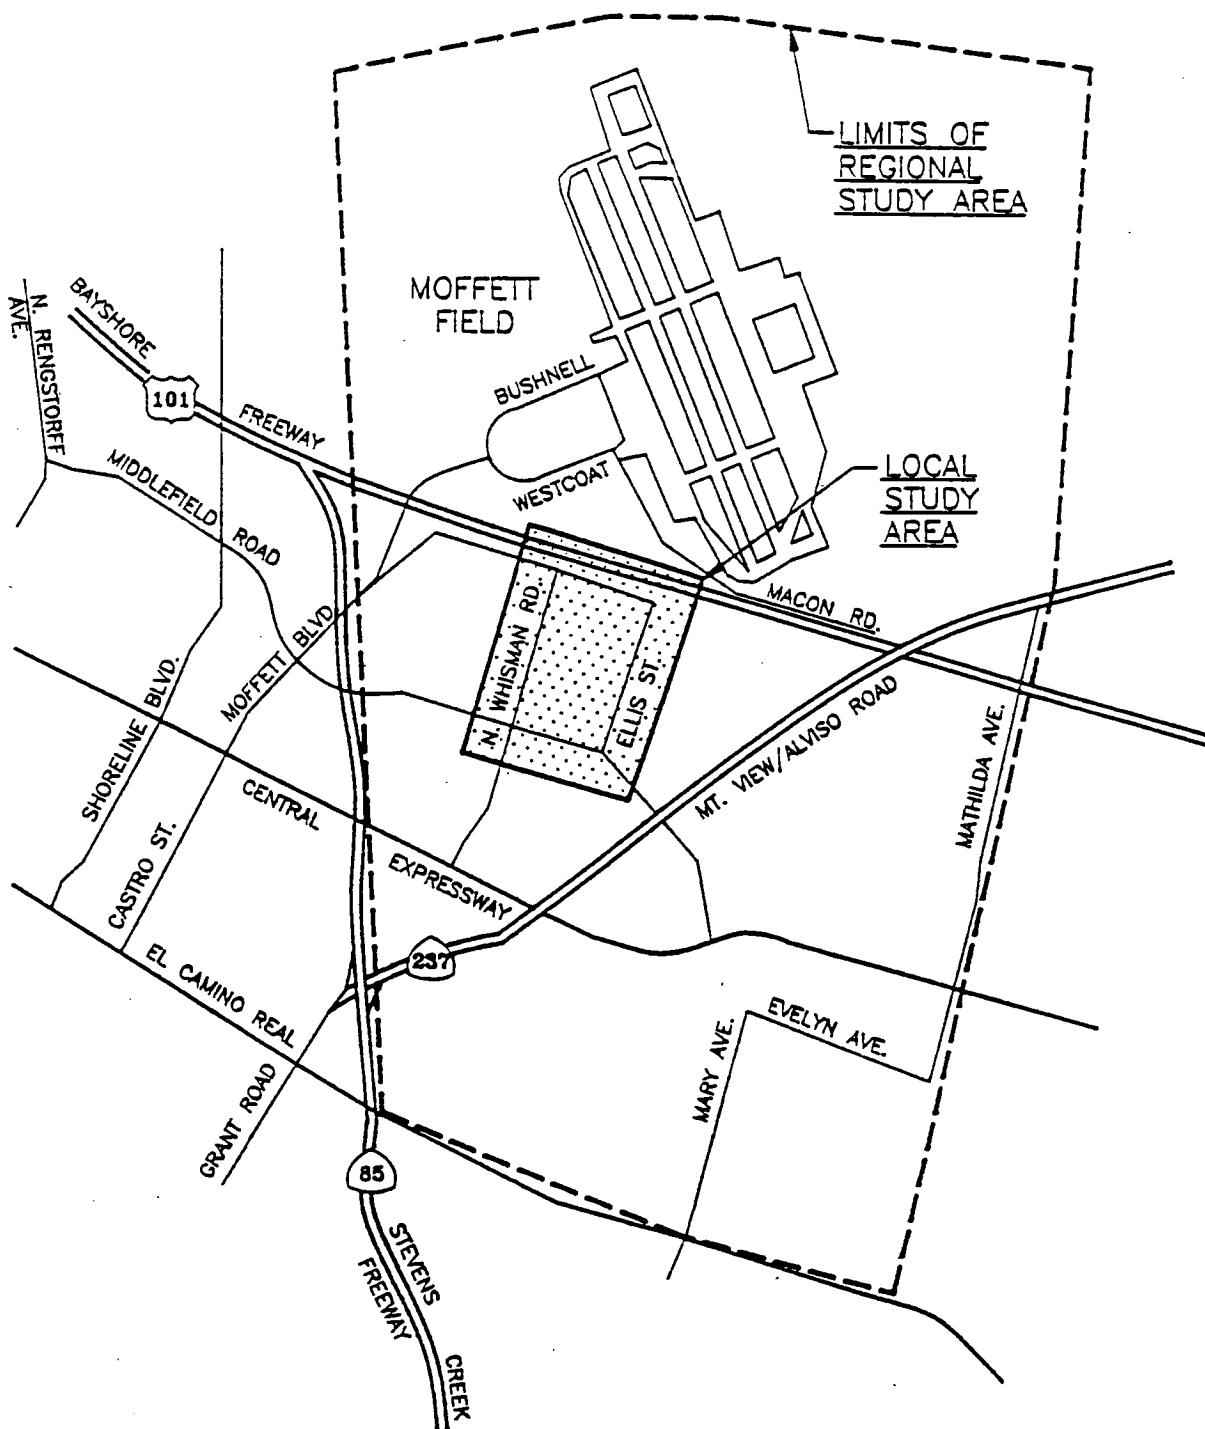 LIMITS OF
REGIONAL
STUDY AREA
MOFFETT
FIELD
N. RENGSTORFF
AVE.
BAYSHORE
101
FREEWAY
BUSHNELL
WESTCOAT
MIDDLEFIELD ROAD
LOCAL
STUDY
AREA
MACON RD.
N. WHISMAN RD.
ELLIS ST.
MOFFETT BLVD
SHORELINE BLVD.
CASTRO ST.
MT. VIEW/ALVISO ROAD
MATHILDA AVE.
CENTRAL
EXPRESSWAY
237
EL CAMINO REAL
GRANT ROAD
MARY AVE.
EVELYN AVE.
85
STEVENS
FREEWAY
CREEK